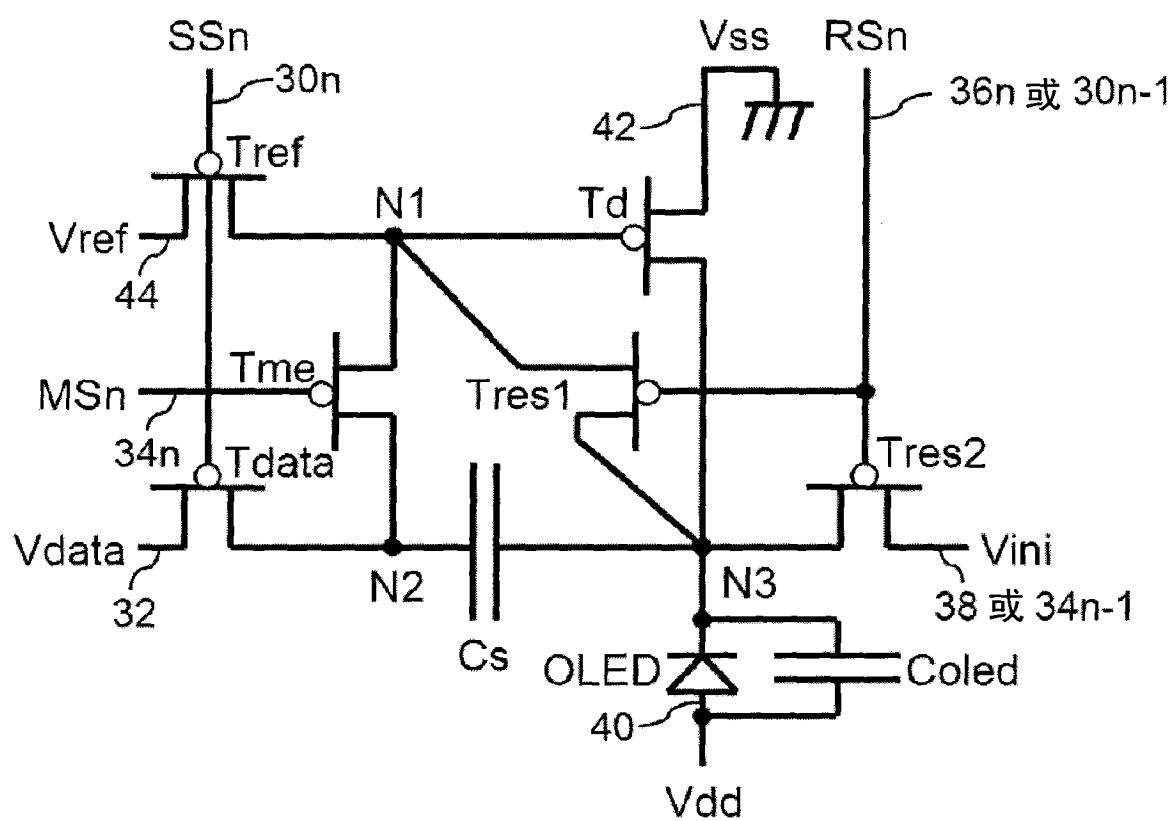 SSn
Vss
RSn
30n
36n 或 30n-1
42
Tref
N1
Td
Vref
44
Tme
MSn
Tres1
34n
Tdata
Tres2
Vdata
Vini
N2
N3
32
38 或 34n-1
Cs
OLED
Coled
40
Vdd